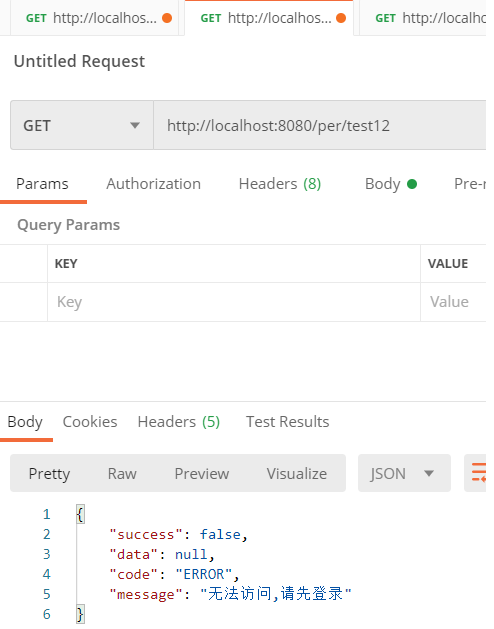 GET http://localhos... GET http://localhos... GET http://localhc
Untitled Request
GET http://localhost:8080/per/test12
Params Authorization Headers (8) Body Pre-r
Query Params
KEY VALUE
Key Value
Body Cookies Headers (5) Test Results
Pretty Raw Preview Visualize JSON
1 {
2 "success": false,
3 "data": null,
4 "code": "ERROR",
5 "message": "无法访问,请先登录"
6 }